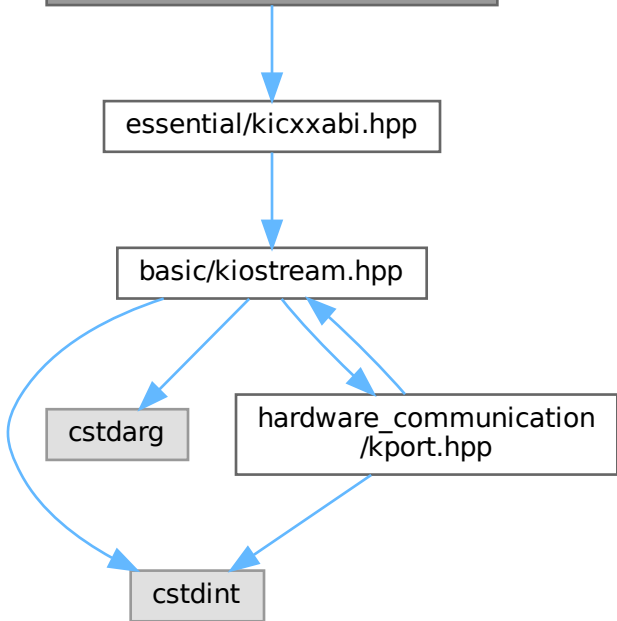 essential/kicxxabi.hpp
basic/kiostream.hpp
cstdarg
hardware_communication
/kport.hpp
cstdint